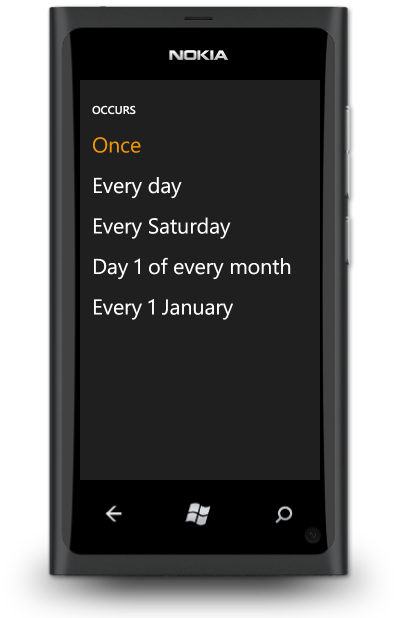 NOKIA
OCCURS
Once
Every day
Every Saturday
Day 1 of every month
Every 1 January